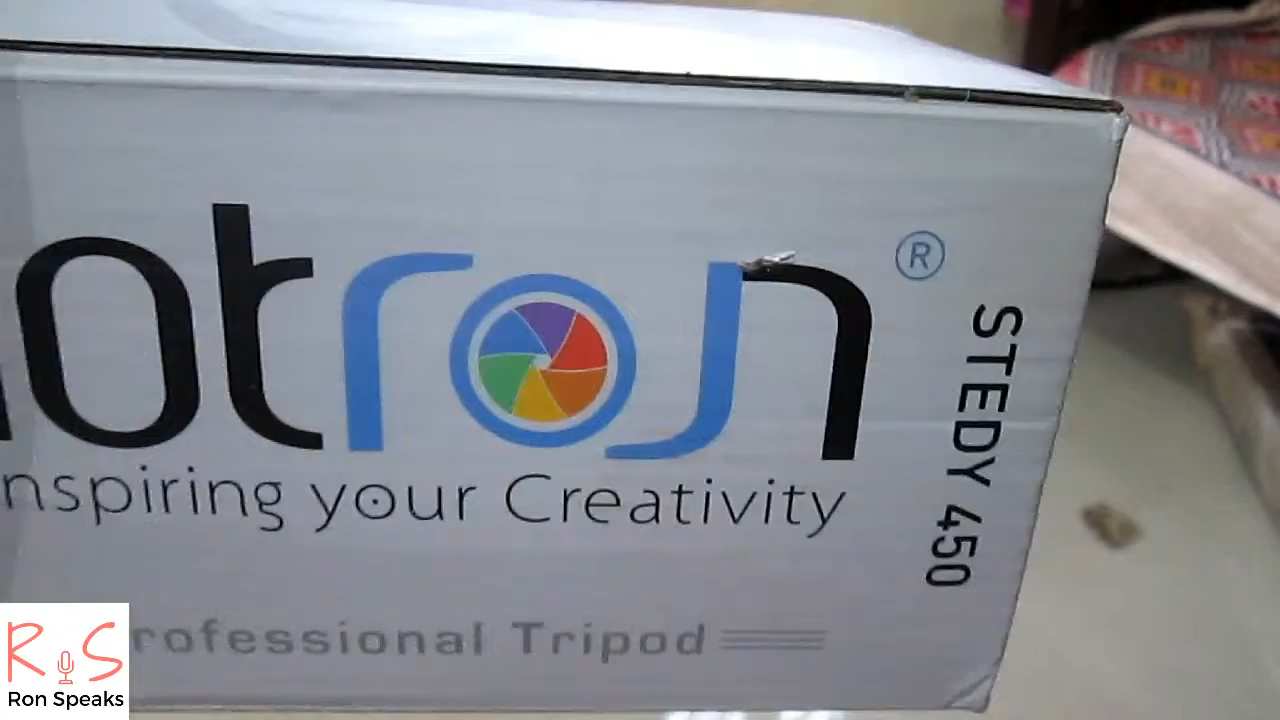 otron®
nspiring your Creativity
rofessional Tripod
STEDY 450
R S
Ron Speaks